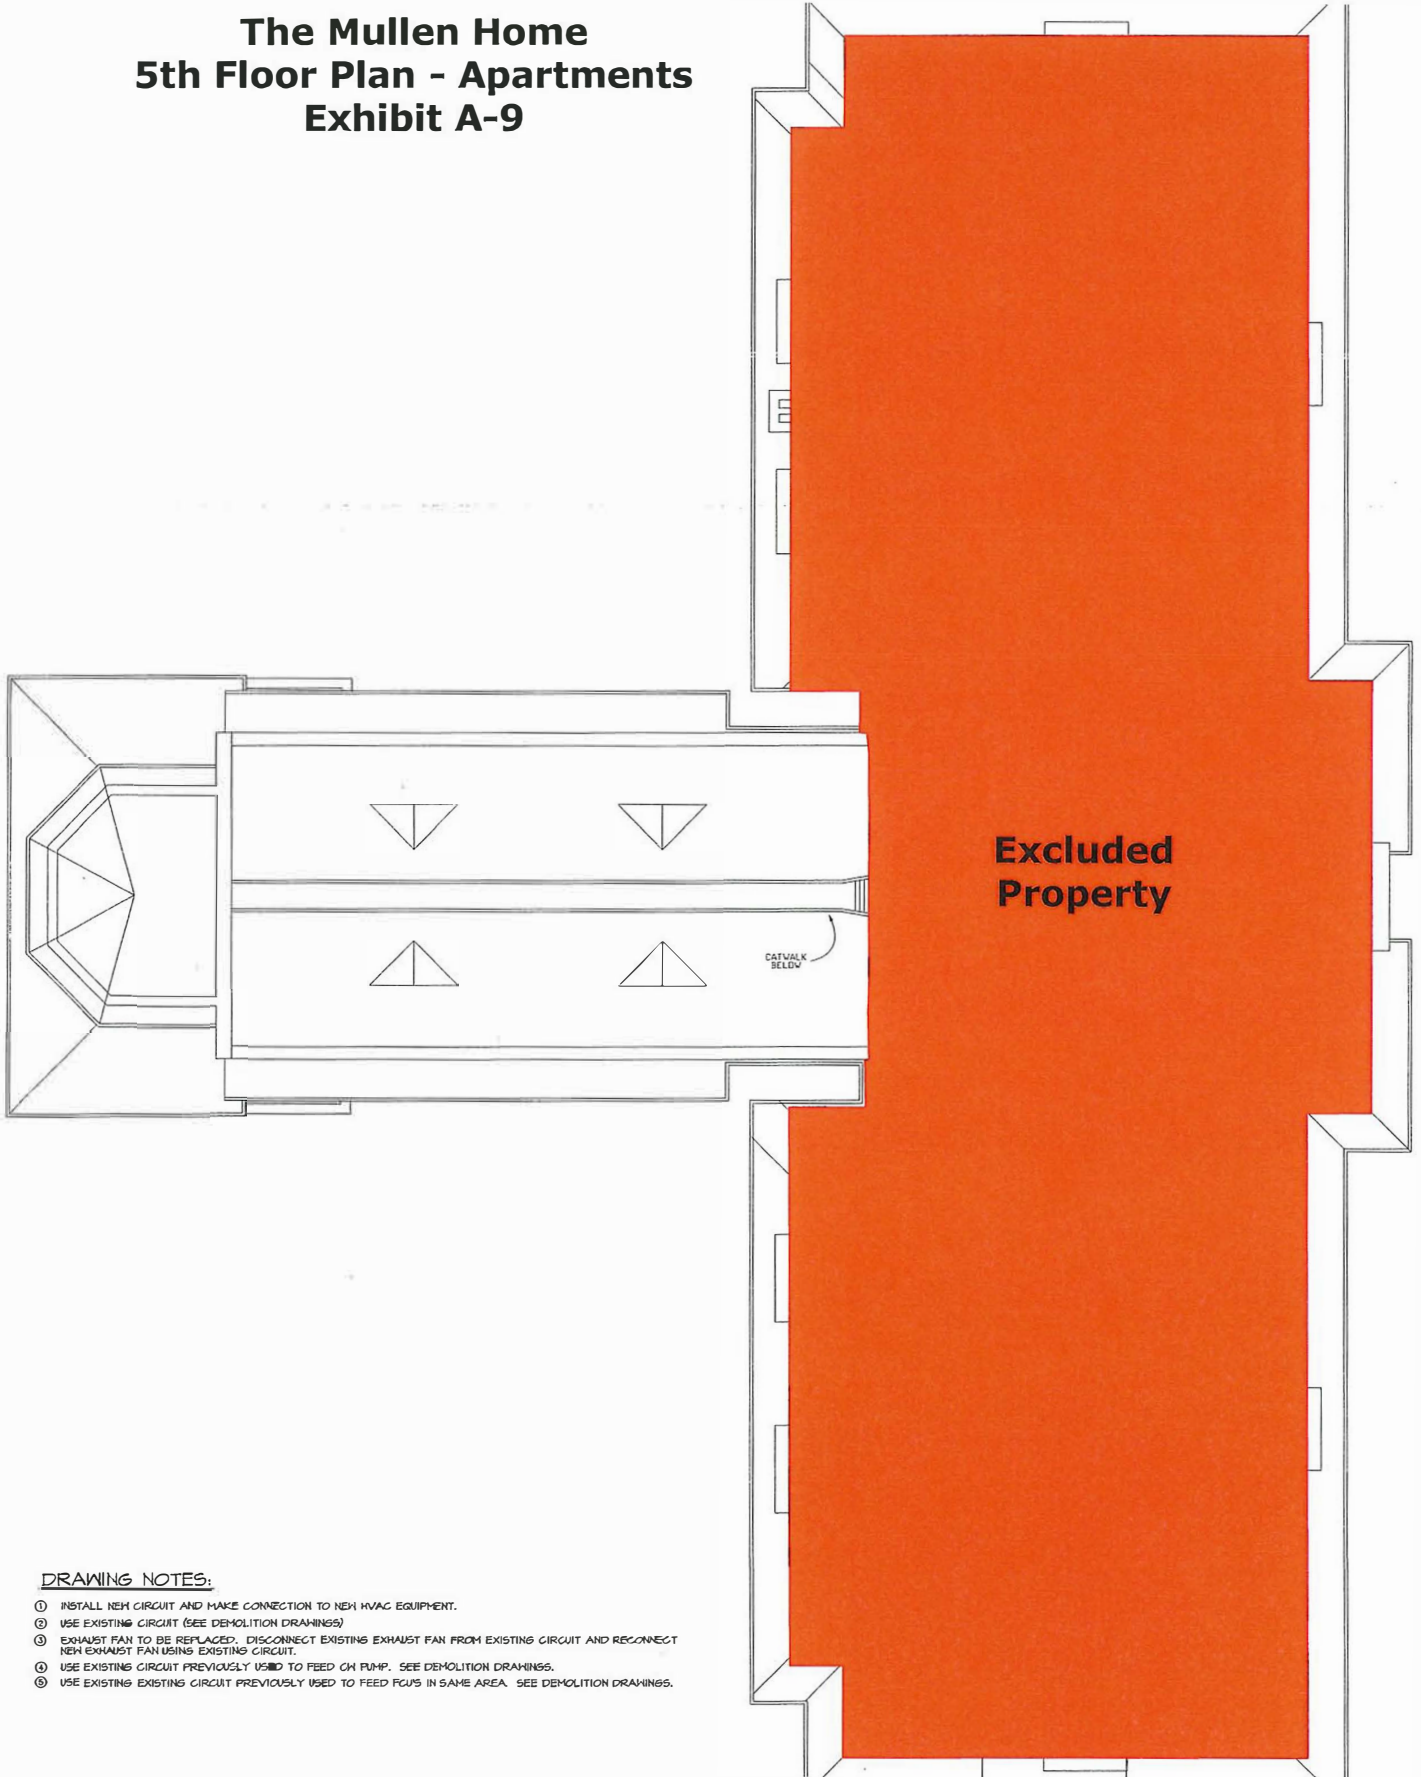 The Mullen Home
5th Floor Plan - Apartments
Exhibit A-9
Excluded
Property
CATWALK
BELOW
DRAWING NOTES:
① INSTALL NEW CIRCUIT AND MAKE CONNECTION TO NEW HVAC EQUIPMENT.
② USE EXISTING CIRCUIT (SEE DEMOLITION DRAWINGS)
③ EXHAUST FAN TO BE REPLACED. DISCONNECT EXISTING EXHAUST FAN FROM EXISTING CIRCUIT AND RECONNECT
NEW EXHAUST FAN USING EXISTING CIRCUIT.
④ USE EXISTING CIRCUIT PREVIOUSLY USED TO FEED CW PUMP. SEE DEMOLITION DRAWINGS.
⑤ USE EXISTING EXISTING CIRCUIT PREVIOUSLY USED TO FEED FCU'S IN SAME AREA. SEE DEMOLITION DRAWINGS.